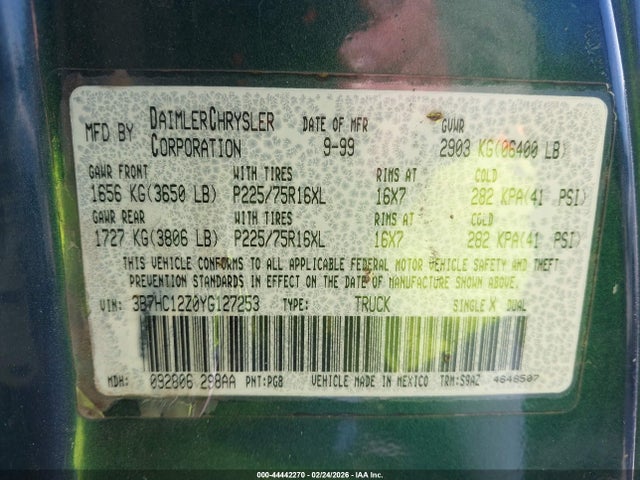 MFD BY DAIMLERCHRYSLER CORPORATION DATE OF MFR 9-99 GVWR 2903 KG(06400 LB)
GAWR FRONT WITH TIRES RIMS AT COLD
1656 KG(3650 LB) P225/75R16XL 16X7 282 KPA(41 PSI)
GAWR REAR WITH TIRES RIMS AT COLD
1727 KG(3806 LB) P225/75R16XL 16X7 282 KPA(41 PSI)
THIS VEHICLE CONFORMS TO ALL APPLICABLE FEDERAL MOTOR VEHICLE SAFETY AND THEFT
PREVENTION STANDARDS IN EFFECT ON THE DATE OF MANUFACTURE SHOWN ABOVE.
VIN: 3B7HC12Z0YG127253 TYPE: TRUCK SINGLE X DUAL
MDH: 092806 298AA PNT:PG8 VEHICLE MADE IN MEXICO TRM:S9AZ 4646507
000-44442270 - 02/24/2026 - IAA Inc.